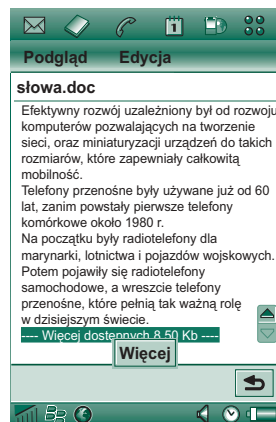 1
Podgląd Edycja
słowa.doc
Efektywny rozwój uzależniony był od rozwoju
komputerów pozwalających na tworzenie
sieci, oraz miniaturyzacji urządzeń do takich
rozmiarów, które zapewniały całkowitą
mobilność.
Telefony przenośne były używane już od 60
lat, zanim powstały pierwsze telefony
komórkowe około 1980 r.
Na początku były radiotelefony dla
marynarki, lotnictwa i pojazdów wojskowych.
Potem pojawiły się radiotelefony
samochodowe, a wreszcie telefony
przenośne, które pełnią tak ważną rolę
w dzisiejszym świecie.
---- Więcej dostępnych 8,50 Kb ----
Więcej